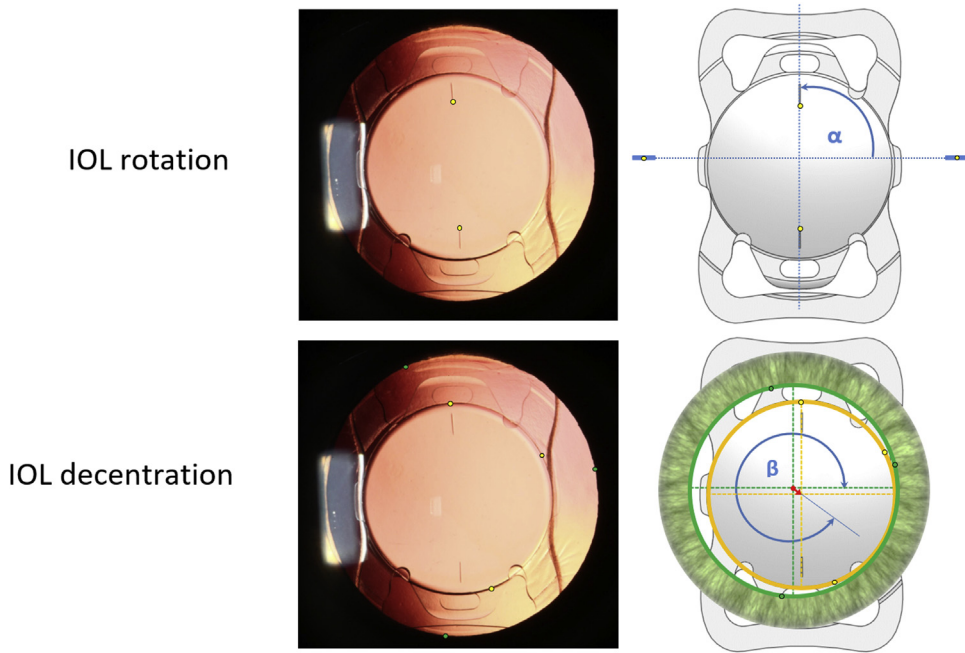 IOL rotation
α
IOL decentration
β